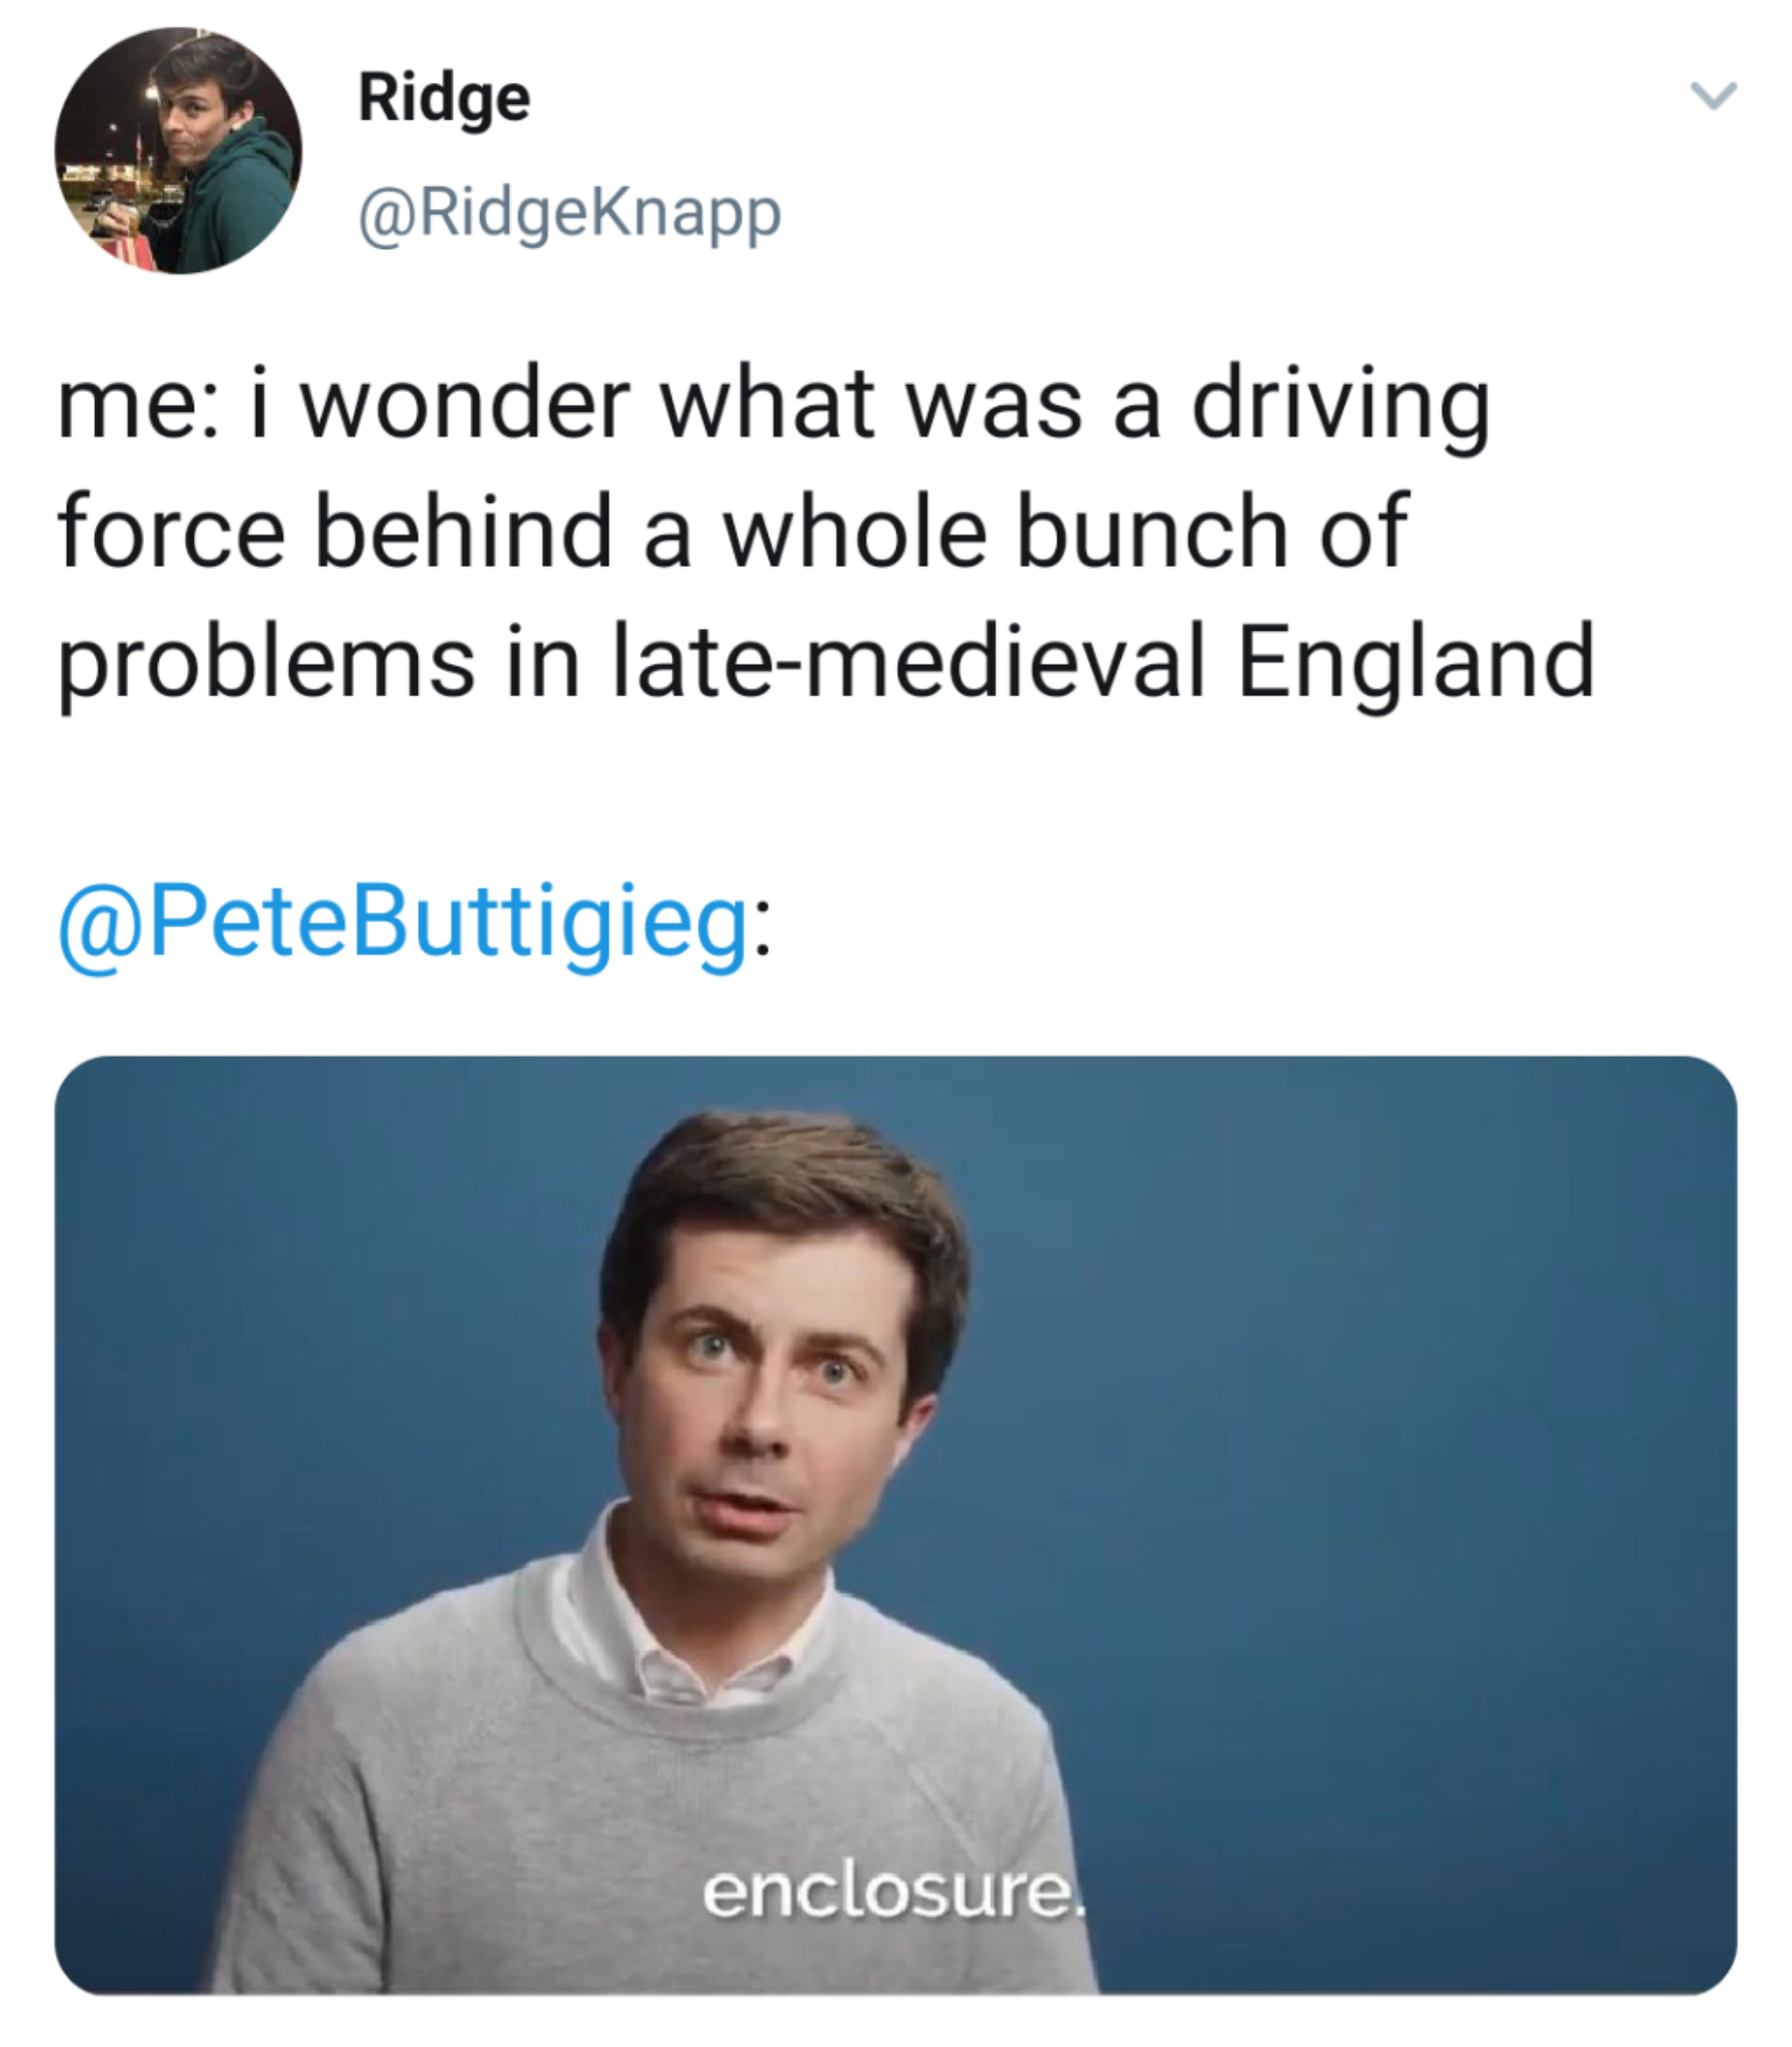 Ridge
@RidgeKnapp
me: i wonder what was a driving
force behind a whole bunch of
problems in late-medieval England
@PeteButtigieg:
enclosure.